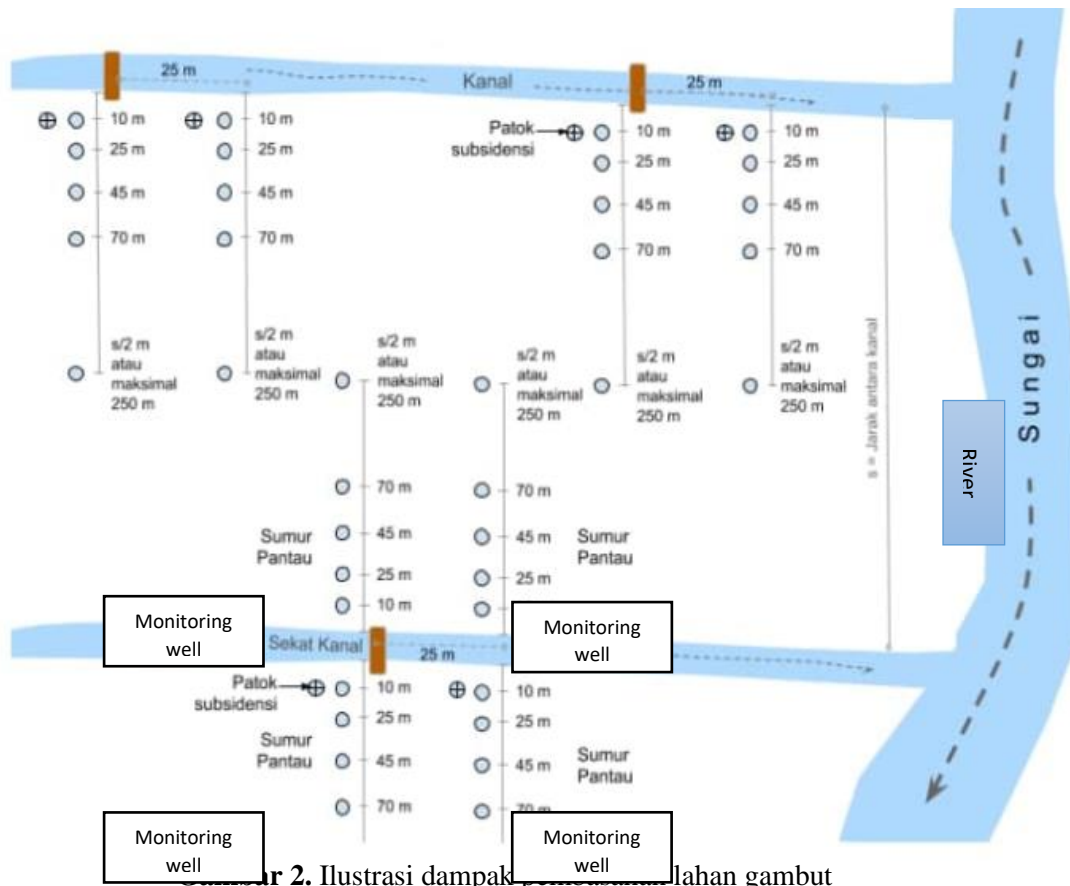 25 m
Kanal
25 m
10 m
10 m
Patok
subsidensi
10 m
10 m
25 m
25 m
25 m
25 m
45 m
45 m
45 m
45 m
70 m
70 m
70 m
70 m
s/2 m
atau
maksimal
250 m
s/2 m
atau
maksimal
250 m
s/2 m
atau
maksimal
250 m
s/2 m
atau
maksimal
250 m
s/2 m
atau
maksimal
250 m
s/2 m
atau
maksimal
250 m
s = Jarak antara kanal
Sungai
River
70 m
70 m
Sumur
Pantau
45 m
45 m
Sumur
Pantau
25 m
25 m
10 m
Monitoring
well
Monitoring
well
Sekat Kanal
25 m
Patok
subsidensi
10 m
10 m
25 m
25 m
Sumur
Pantau
45 m
45 m
Sumur
Pantau
70 m
70 m
Monitoring
well
Monitoring
well
2. Ilustrasi dampak lahan gambut